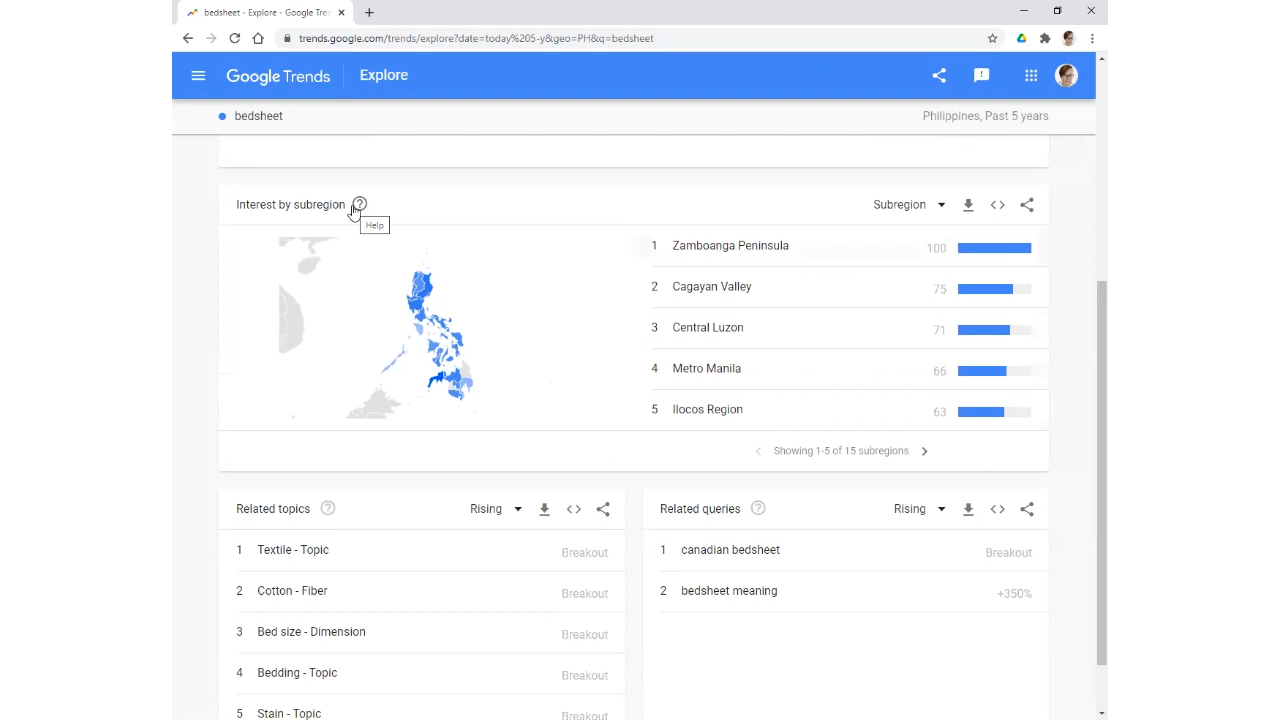 bedsheet - Explore - Google Tre
trends.google.com/trends/explore?date=today%205-y&geo=PH&q=bedsheet
Google Trends
Explore
bedsheet
Philippines, Past 5 years
Interest by subregion
Help
Subregion
1 Zamboanga Peninsula 100
2 Cagayan Valley 75
3 Central Luzon 71
4 Metro Manila 66
5 Ilocos Region 63
Showing 1-5 of 15 subregions
Related topics
Rising
1 Textile - Topic Breakout
2 Cotton - Fiber Breakout
3 Bed size - Dimension Breakout
4 Bedding - Topic Breakout
5 Stain - Topic Breakout
Related queries
Rising
1 canadian bedsheet Breakout
2 bedsheet meaning +350%